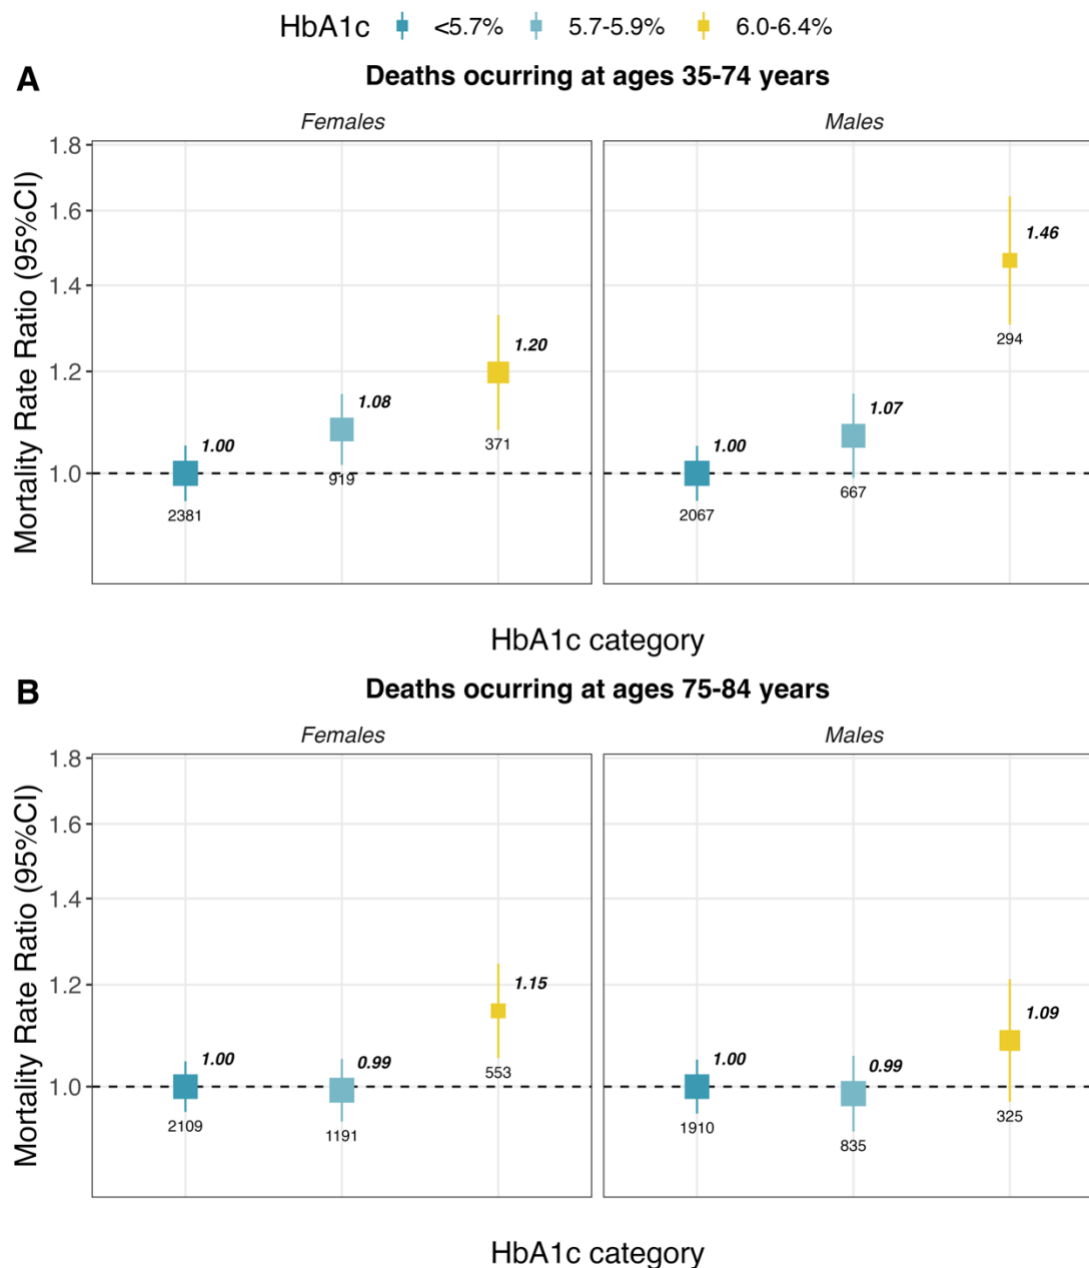 HbA1c <5.7% 5.7-5.9% 6.0-6.4%
A
Deaths ocurring at ages 35-74 years
Females
Males
Mortality Rate Ratio (95%CI)
1.8
1.6
1.4
1.2
1.0
1.00
2381
1.08
919
1.20
371
1.00
2067
1.07
667
1.46
294
HbA1c category
B
Deaths ocurring at ages 75-84 years
Females
Males
Mortality Rate Ratio (95%CI)
1.8
1.6
1.4
1.2
1.0
1.00
2109
0.99
1191
1.15
553
1.00
1910
0.99
835
1.09
325
HbA1c category